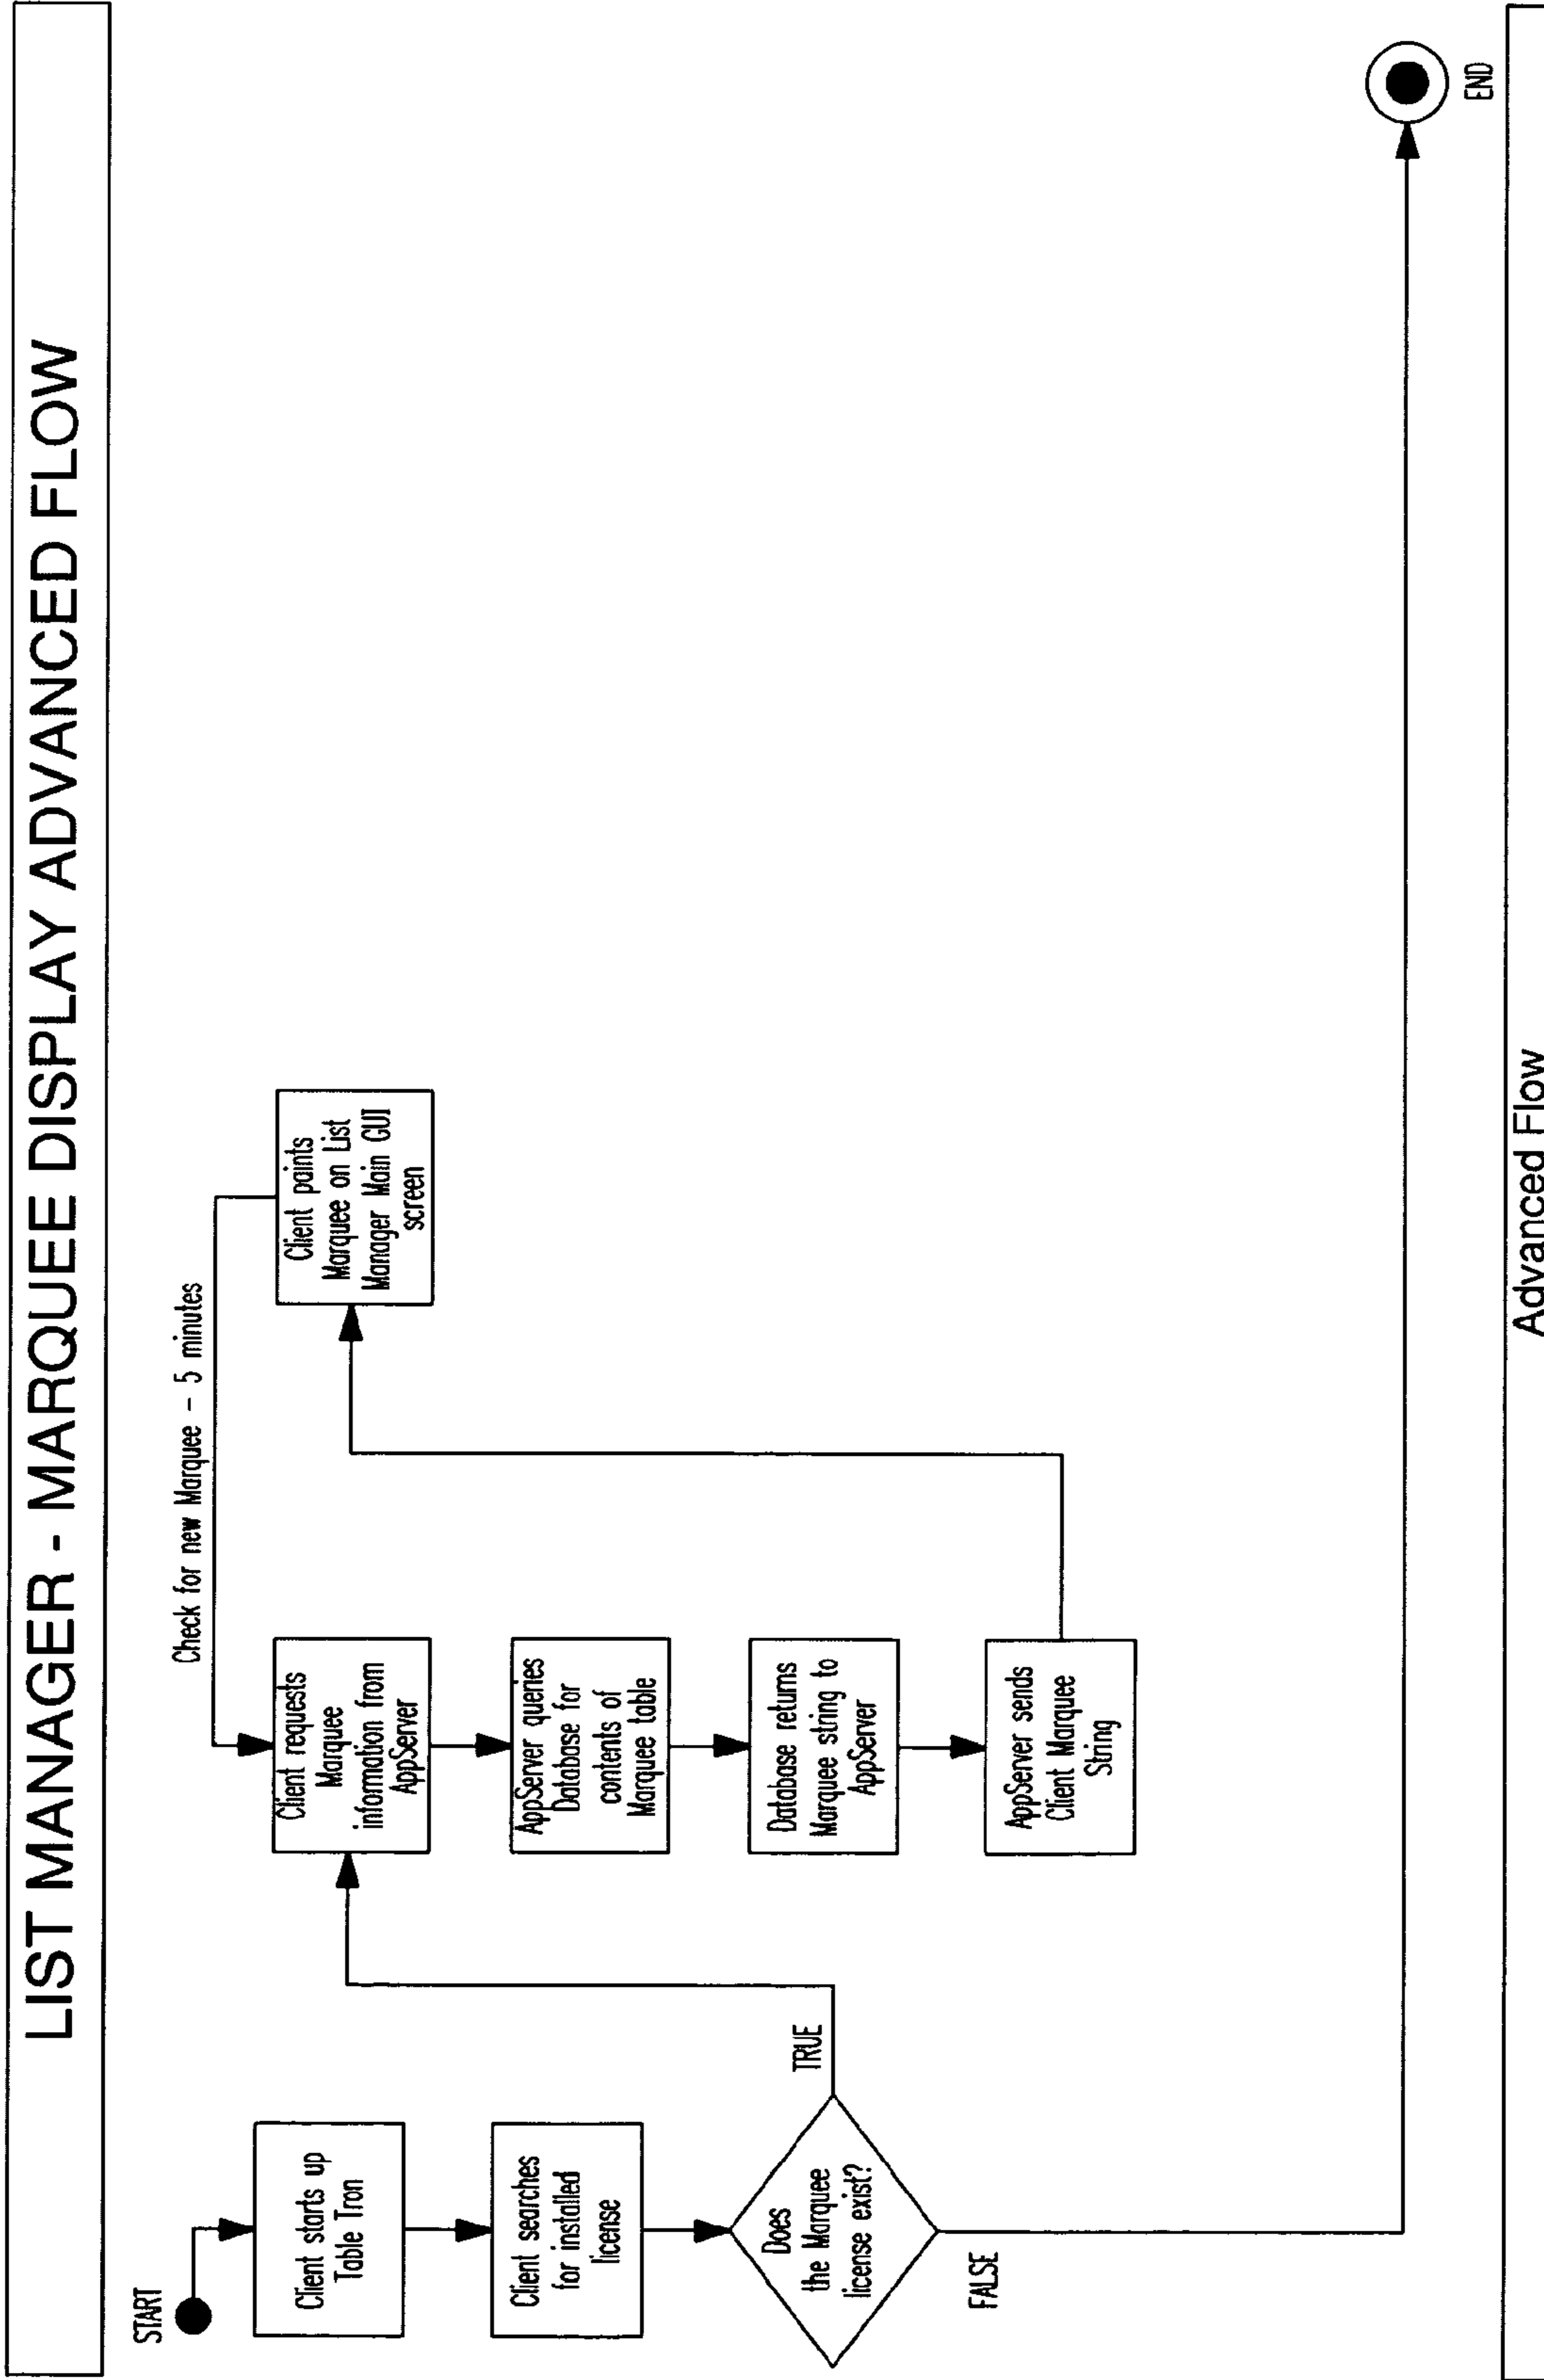 LIST MANAGER - MARQUEE DISPLAY ADVANCED FLOW
START
Client starts up
Table Tron
Client searches
for installed
license
Does
the Marquee
license exist?
TRUE
FALSE
Check for new Marquee - 5 minutes
Client requests
Marquee
information from
AppServer
AppServer queries
Database for
contents of
Marquee table
Database returns
Marquee string to
AppServer
AppServer sends
Client Marquee
String
Client paints
Marquee on List
Manager Main GUI
screen
END
Advanced Flow